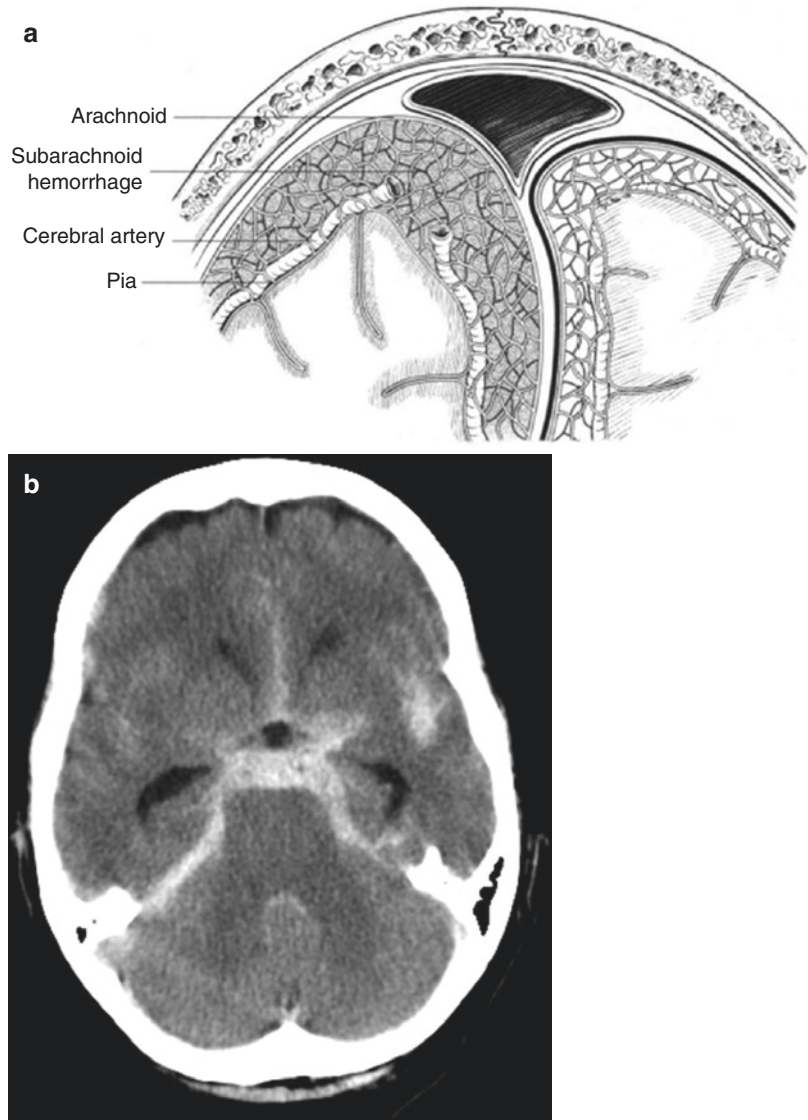 a
Arachnoid
Subarachnoid
hemorrhage
Cerebral artery
Pia
b